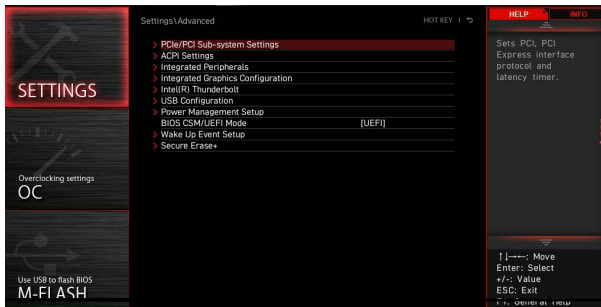 SETTINGS
Overclocking settings
OC
Use USB to flash BIOS
M-FLASH
Settings\Advanced
HOT KEY |
> PCIe/PCI Sub-system Settings
> ACPI Settings
> Integrated Peripherals
> Integrated Graphics Configuration
> Intel(R) Thunderbolt
> USB Configuration
> Power Management Setup
BIOS CSM/UEFI Mode [UEFI]
> Wake Up Event Setup
> Secure Erase+
HELP
INFO
Sets PCI, PCI
Express interface
protocol and
latency timer.
↑↓→←: Move
Enter: Select
+/-: Value
ESC: Exit
F1: General Help